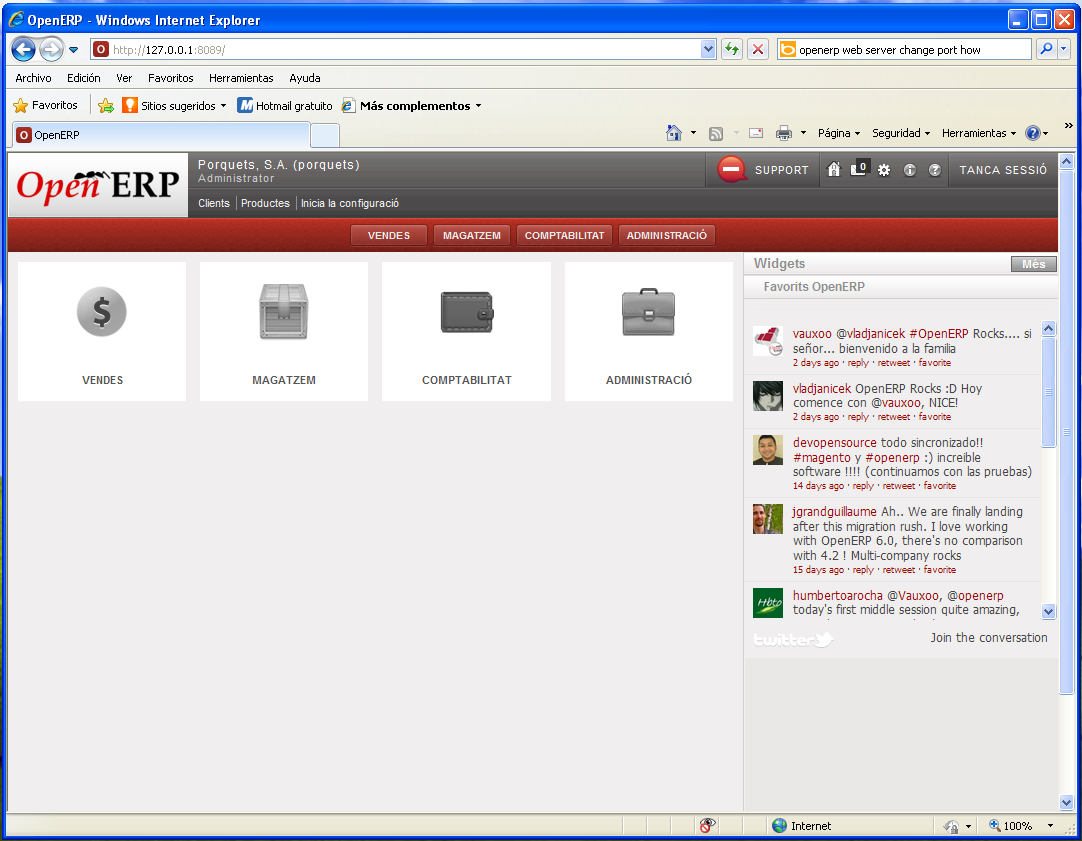 OpenERP - Windows Internet Explorer
http://127.0.0.1:8089/
openerp web server change port how
Archivo Edición Ver Favoritos Herramientas Ayuda
Favoritos Sitios sugeridos Hotmail gratuito Más complementos
OpenERP Página Seguridad Herramientas
Open ERP
Porquets, S.A. (porquets)
Administrator
SUPPORT 0 TANCA SESSIÓ
Clients Productes Inicia la configuració
VENDES MAGATZEM COMPTABILITAT ADMINISTRACIÓ
VENDES MAGATZEM COMPTABILITAT ADMINISTRACIÓ
Widgets Més
Favorits OpenERP
vauxoo @vladjanicek #OpenERP Rocks.... si
señor... bienvenido a la familia
2 days ago · reply · retweet · favorite
vladjanicek OpenERP Rocks :D Hoy
comence con @vauxoo, NICE!
2 days ago · reply · retweet · favorite
devopensource todo sincronizado!!
#magento y #openerp :) increible
software !!!! (continuamos con las pruebas)
14 days ago · reply · retweet · favorite
jgrandguillaume Ah.. We are finally landing
after this migration rush. I love working
with OpenERP 6.0, there's no comparison
with 4.2 ! Multi-company rocks
15 days ago · reply · retweet · favorite
Hbto
humbertoarocha @Vauxoo, @openerp
today's first middle session quite amazing,
twitter Join the conversation
Internet 100%